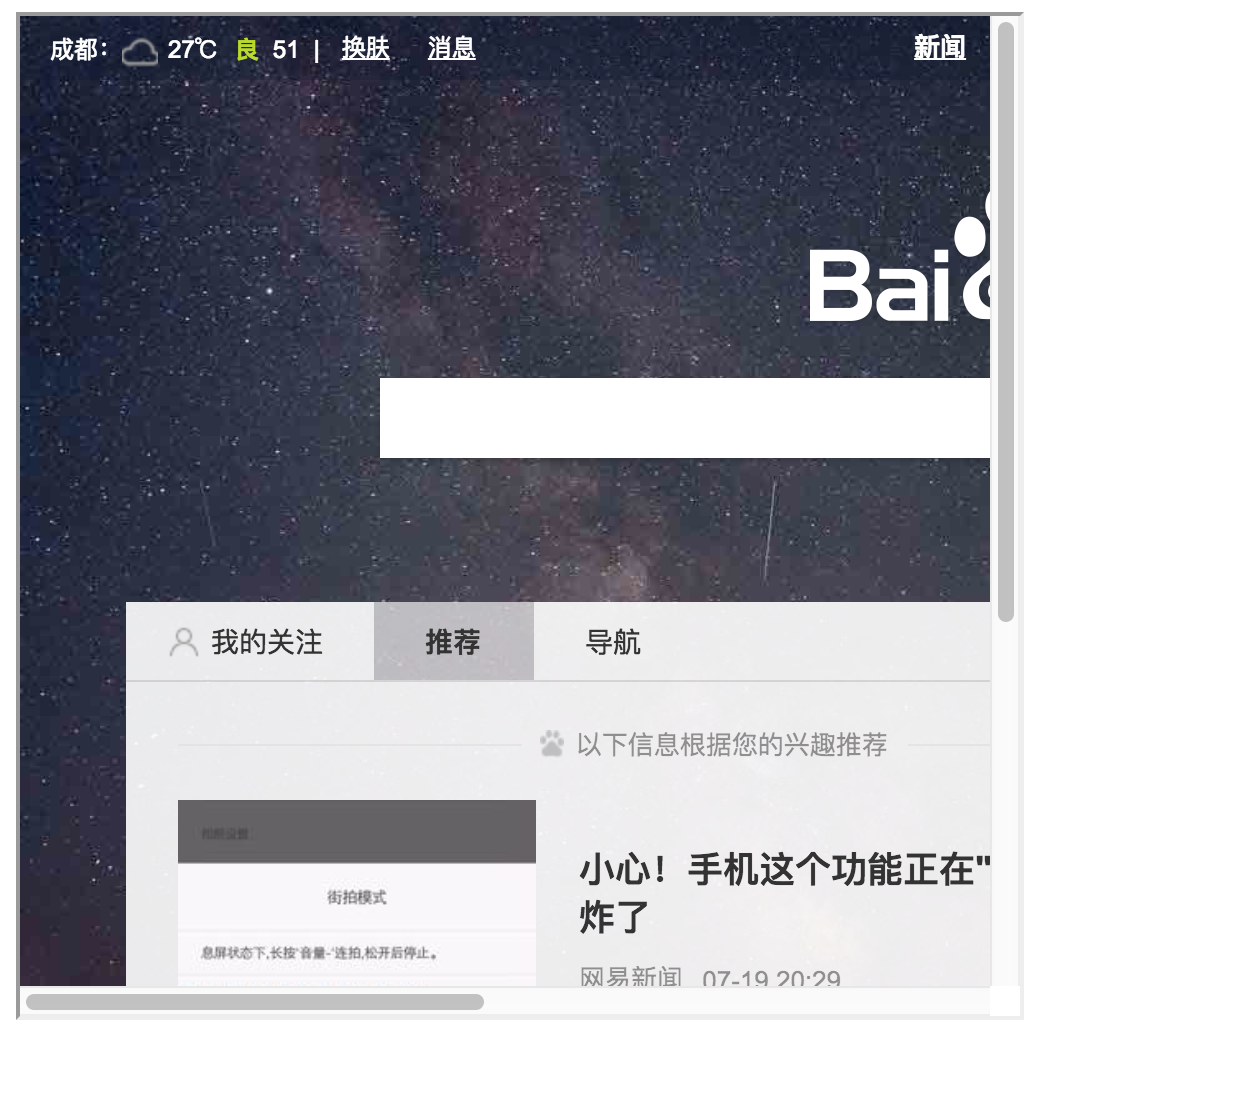 成都： 27℃ 良 51 | 换肤 消息 新闻
Bai
我的关注 推荐 导航
以下信息根据您的兴趣推荐
拍照设置
街拍模式
息屏状态下,长按“音量-”连拍,松开后停止。
小心！手机这个功能正在"
炸了
网易新闻 07-19 20:29